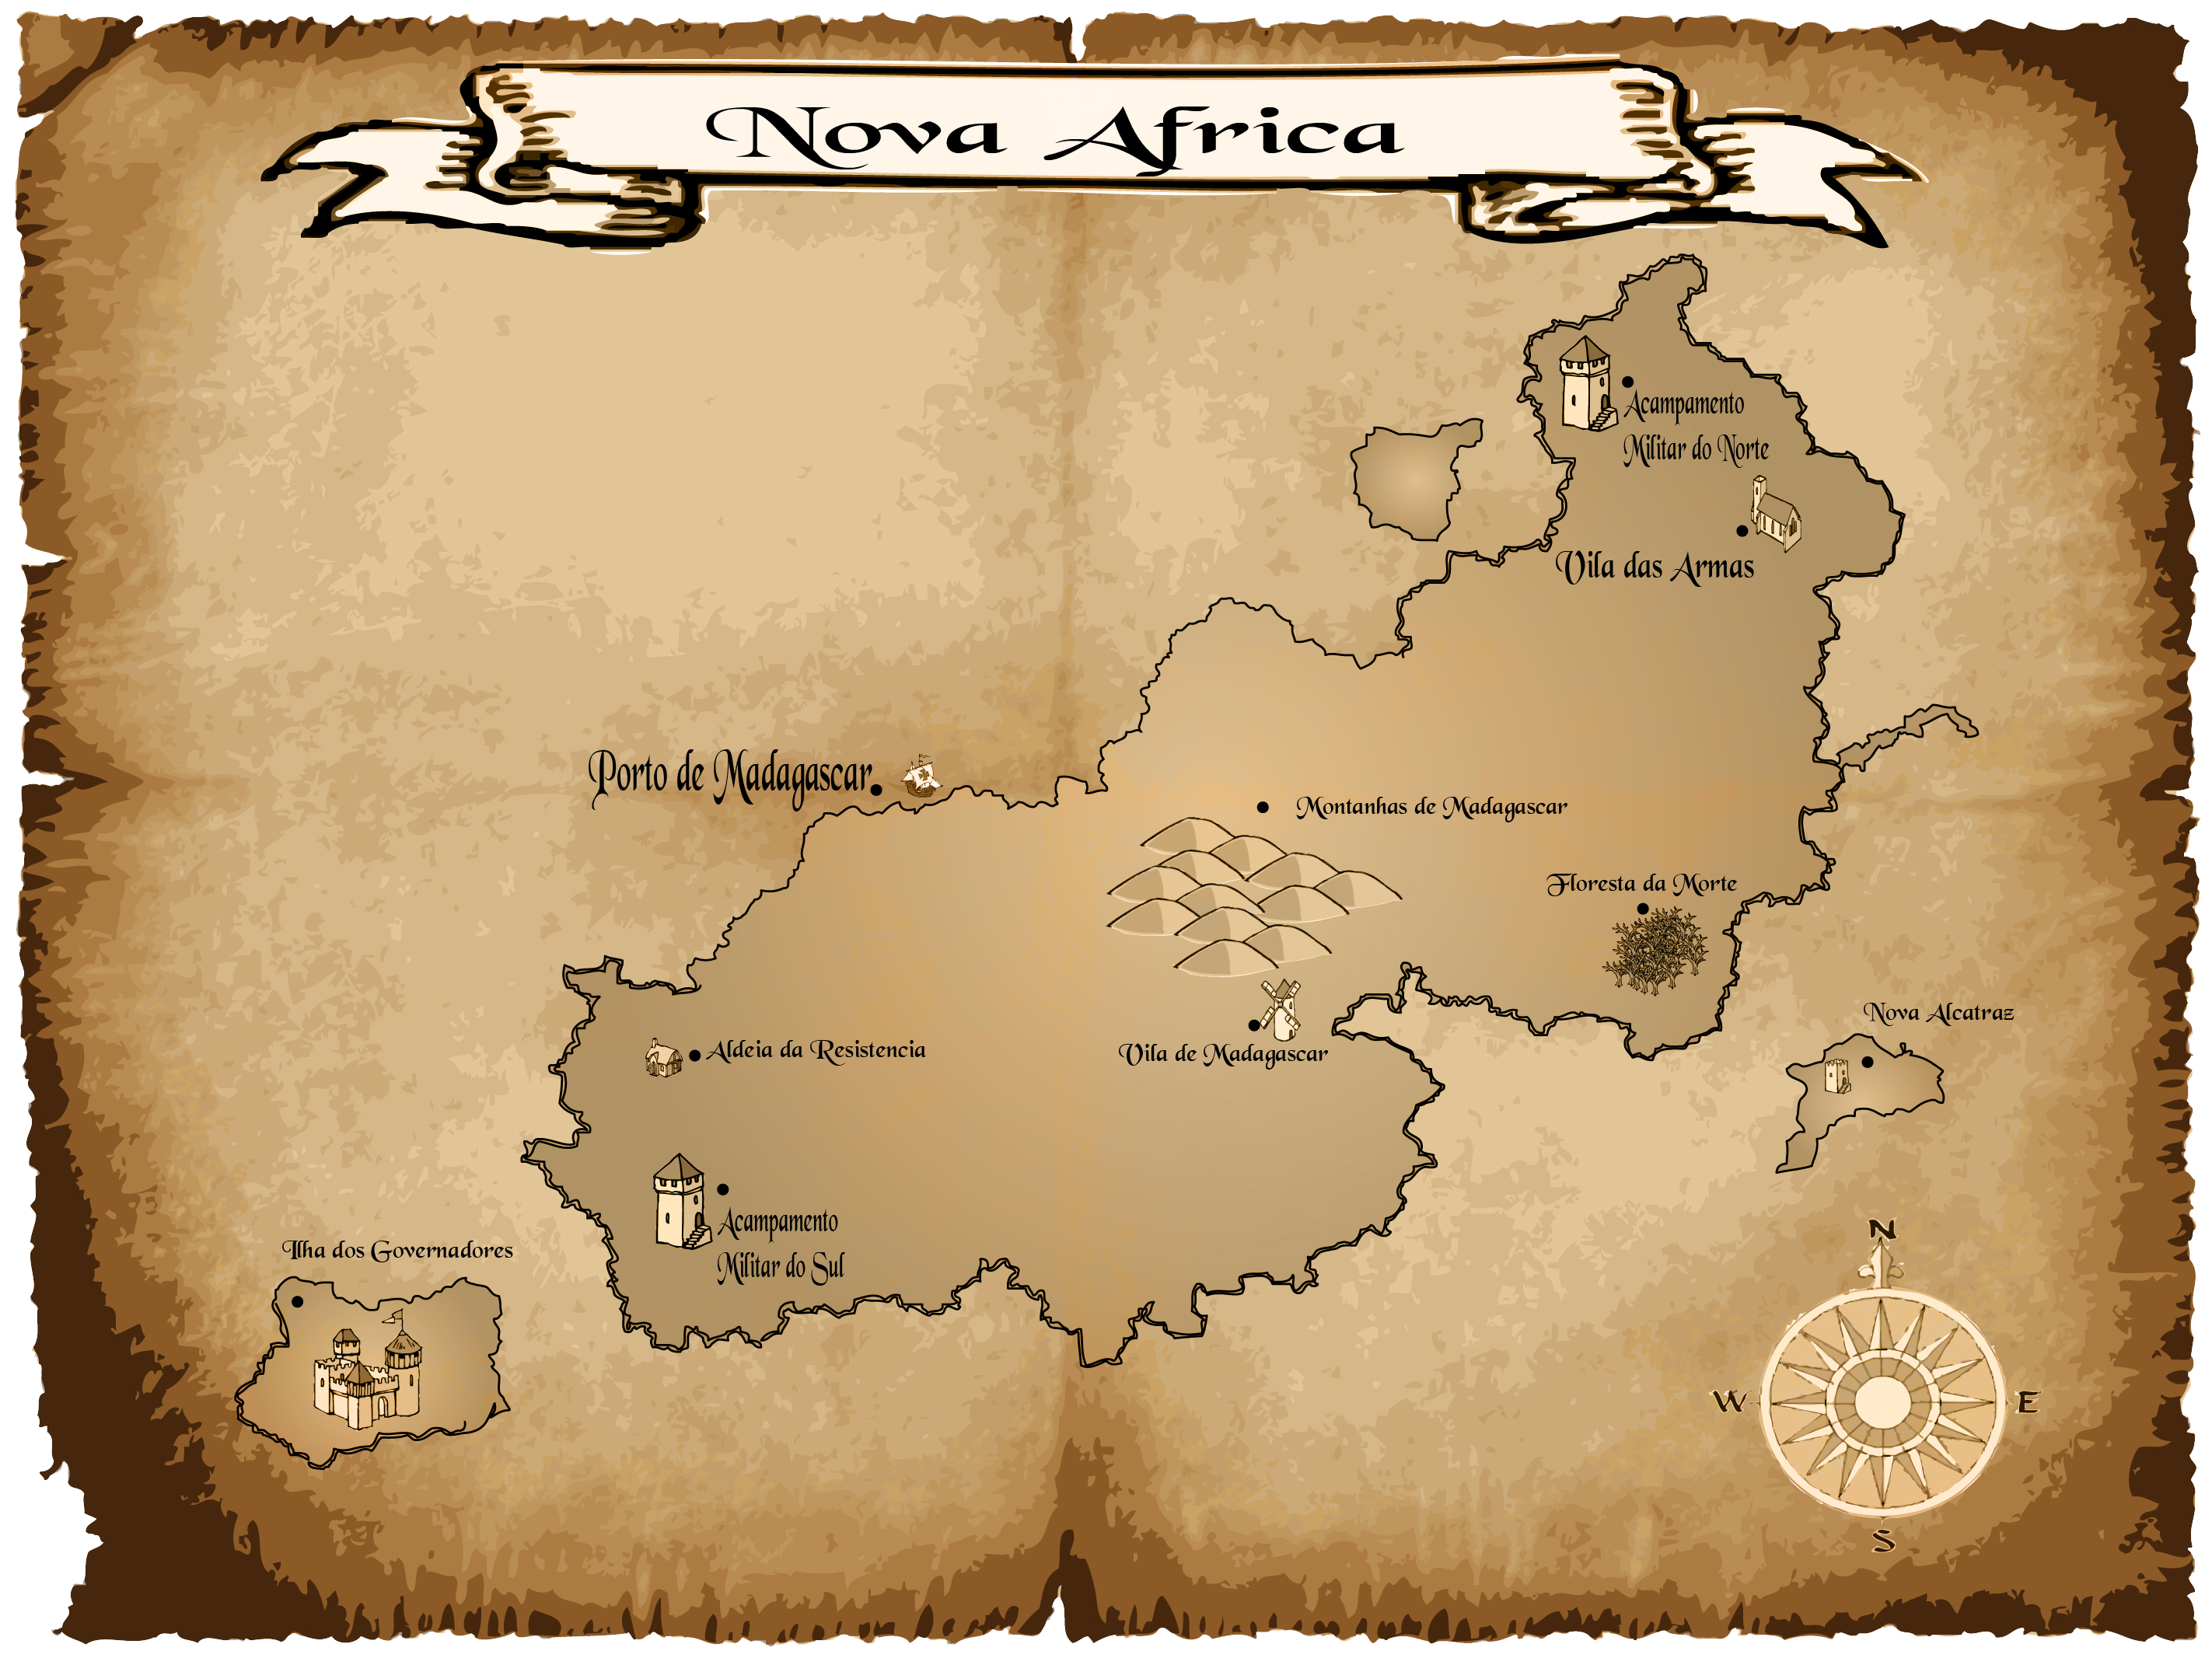 Nova Africa
Acampamento
Militar do Norte
Vila das Armas
Porto de Madagascar
Montanhas de Madagascar
Floresta da Morte
Nova Alcatraz
Aldeia da Resistencia
Vila de Madagascar
Acampamento
Militar do Sul
Ilha dos Governadores
N
W E
S